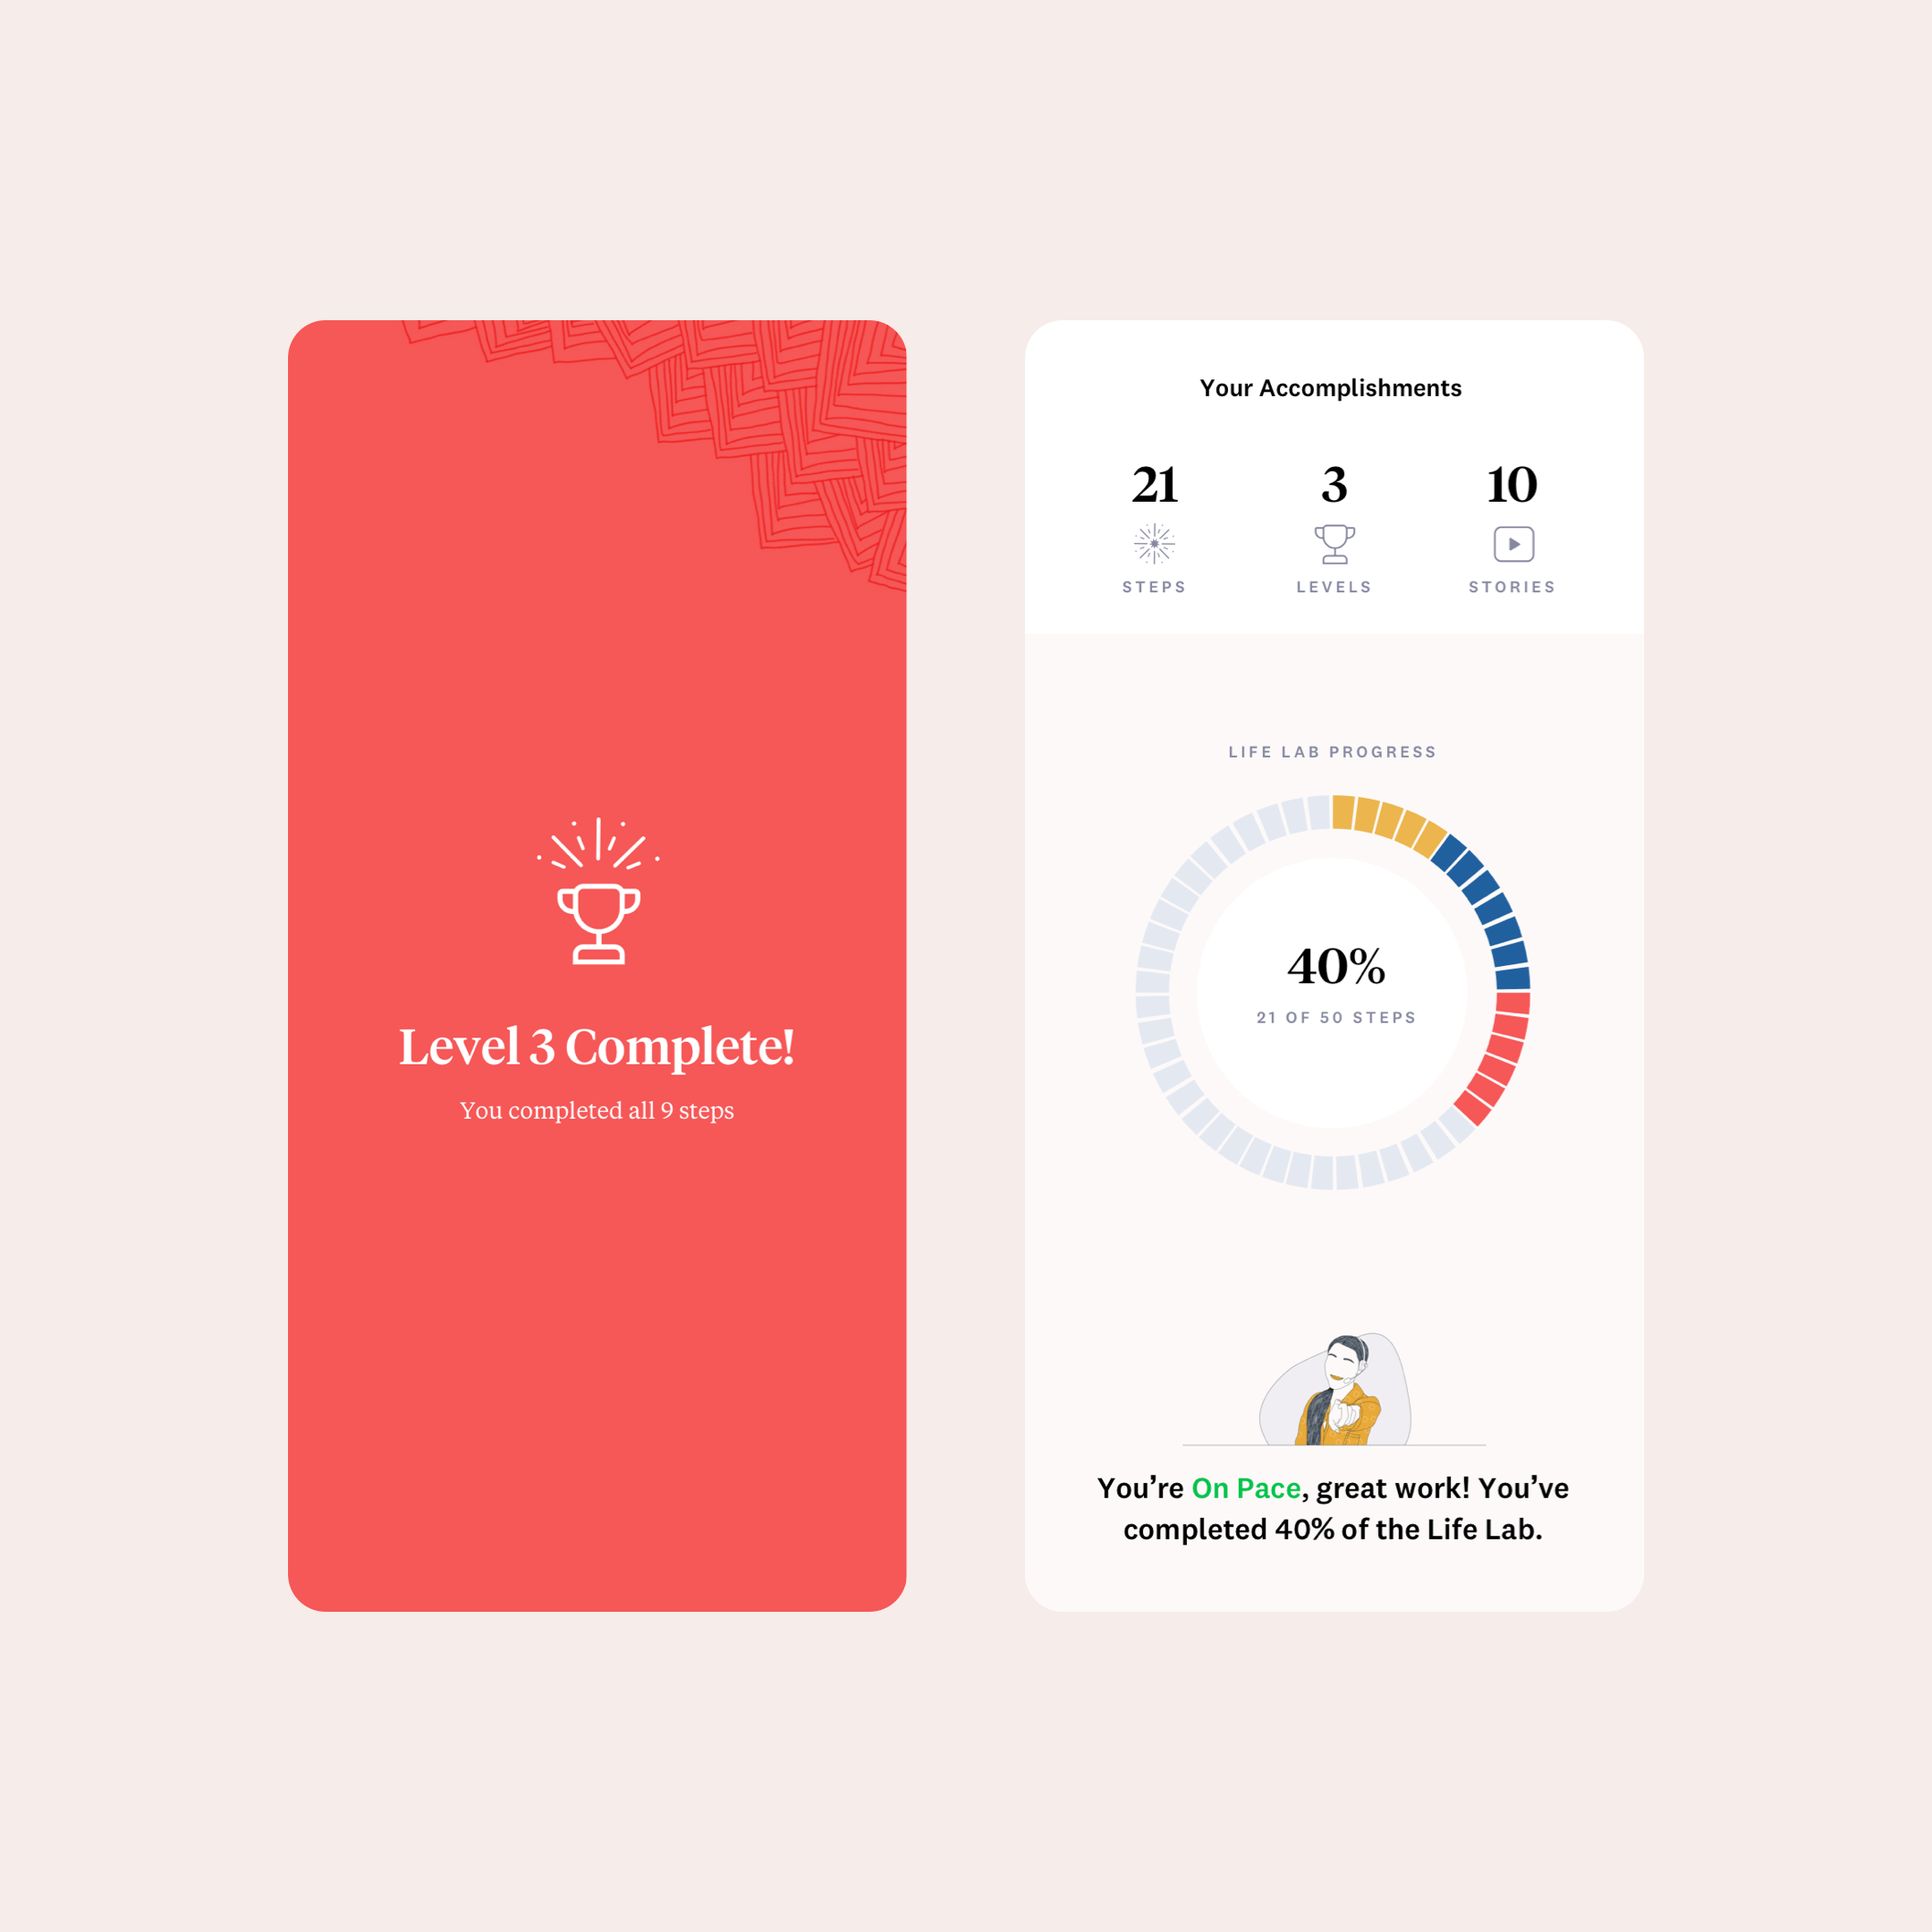 Level 3 Complete!
You completed all 9 steps
Your Accomplishments
21
3
10
STEPS
LEVELS
STORIES
LIFE LAB PROGRESS
40%
21 OF 50 STEPS
You’re On Pace, great work! You’ve
completed 40% of the Life Lab.